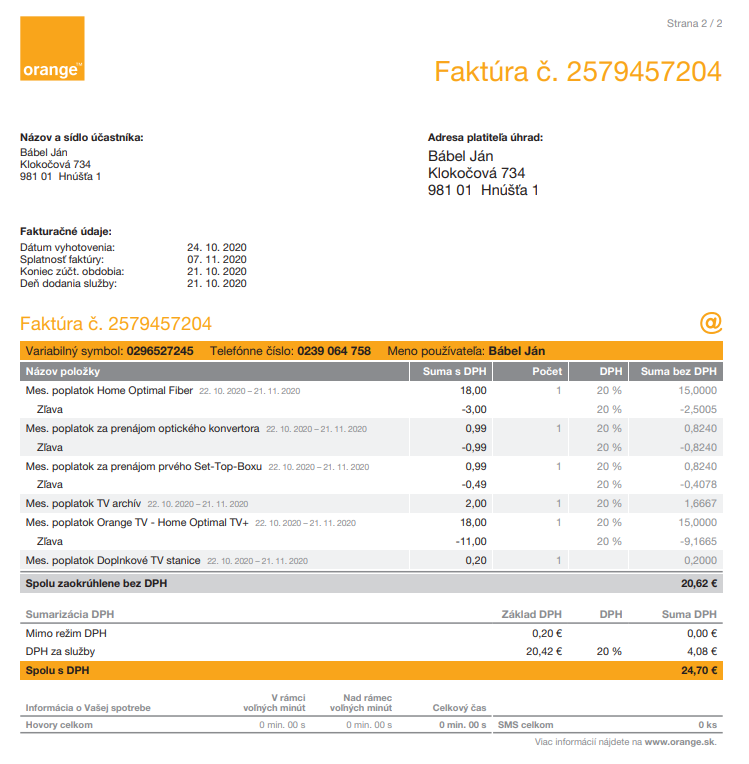 Strana 2 / 2
orange™
Faktúra č. 2579457204
Názov a sídlo účastníka:
Bábel Ján
Klokočová 734
981 01 Hnúšťa 1
Adresa platiteľa úhrad:
Bábel Ján
Klokočová 734
981 01 Hnúšťa 1
Fakturačné údaje:
Dátum vyhotovenia: 24. 10. 2020
Splatnosť faktúry: 07. 11. 2020
Koniec zúčt. obdobia: 21. 10. 2020
Deň dodania služby: 21. 10. 2020
Faktúra č. 2579457204 @
Variabilný symbol: 0296527245 Telefónne číslo: 0239 064 758 Meno používateľa: Bábel Ján
Názov položky Suma s DPH Počet DPH Suma bez DPH
Mes. poplatok Home Optimal Fiber 22. 10. 2020 – 21. 11. 2020 18,00 1 20 % 15,0000
Zľava -3,00 20 % -2,5005
Mes. poplatok za prenájom optického konvertora 22. 10. 2020 – 21. 11. 2020 0,99 1 20 % 0,8240
Zľava -0,99 20 % -0,8240
Mes. poplatok za prenájom prvého Set-Top-Boxu 22. 10. 2020 – 21. 11. 2020 0,99 1 20 % 0,8240
Zľava -0,49 20 % -0,4078
Mes. poplatok TV archív 22. 10. 2020 – 21. 11. 2020 2,00 1 20 % 1,6667
Mes. poplatok Orange TV - Home Optimal TV+ 22. 10. 2020 – 21. 11. 2020 18,00 1 20 % 15,0000
Zľava -11,00 20 % -9,1665
Mes. poplatok Doplnkové TV stanice 22. 10. 2020 – 21. 11. 2020 0,20 1 0,2000
Spolu zaokrúhlene bez DPH 20,62 €
Sumarizácia DPH Základ DPH DPH Suma DPH
Mimo režim DPH 0,20 € 0,00 €
DPH za služby 20,42 € 20 % 4,08 €
Spolu s DPH 24,70 €
Informácia o Vašej spotrebe V rámci voľných minút Nad rámec voľných minút Celkový čas
Hovory celkom 0 min. 00 s 0 min. 00 s 0 min. 00 s SMS celkom 0 ks
Viac informácií nájdete na www.orange.sk.